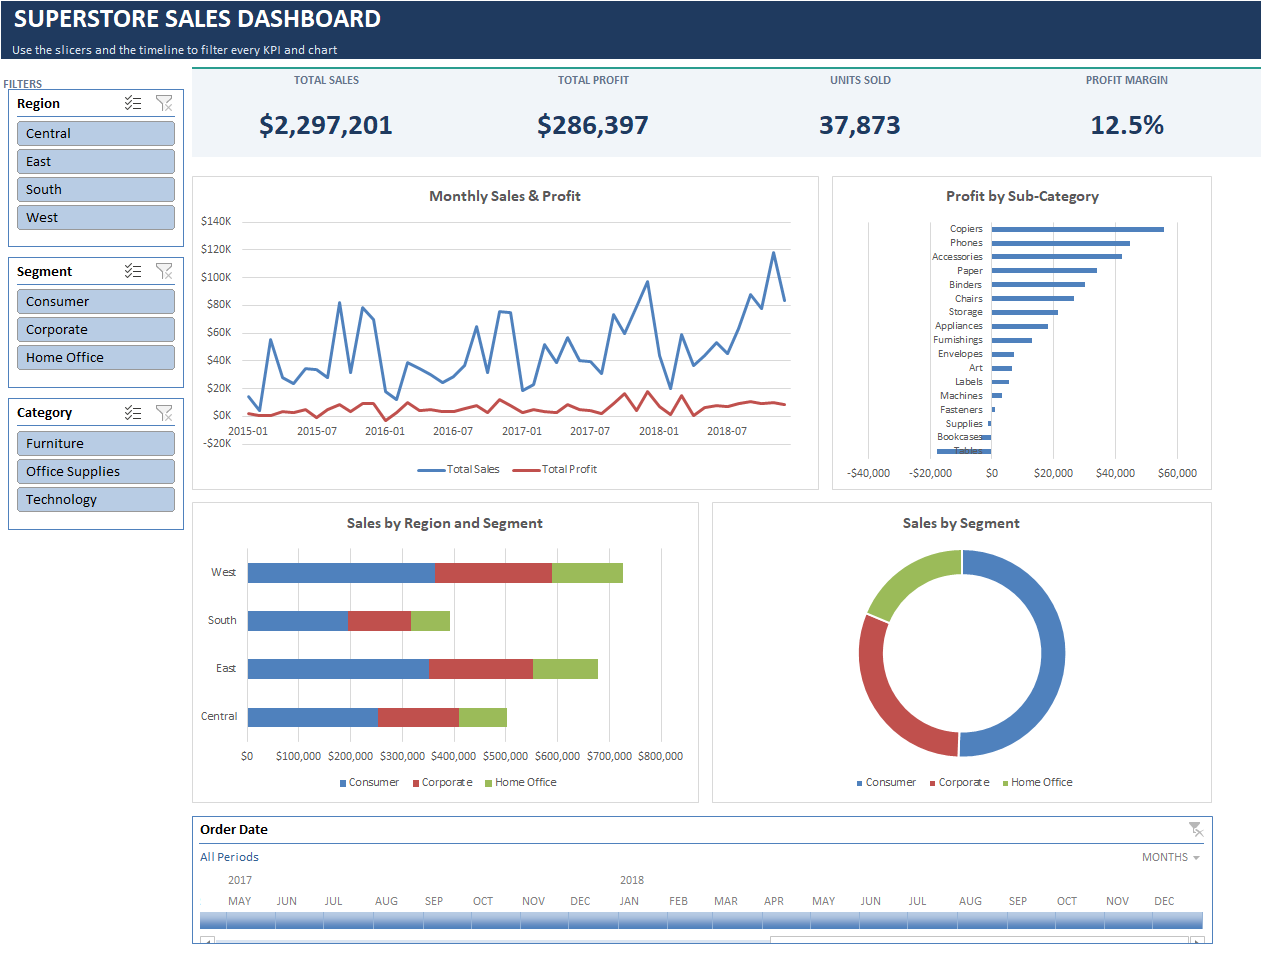 SUPERSTORE SALES DASHBOARD
Use the slicers and the timeline to filter every KPI and chart
FILTERS
Region
Central
East
South
West
Segment
Consumer
Corporate
Home Office
Category
Furniture
Office Supplies
Technology
TOTAL SALES TOTAL PROFIT UNITS SOLD PROFIT MARGIN
$2,297,201 $286,397 37,873 12.5%
Monthly Sales & Profit
$140K
$120K
$100K
$80K
$60K
$40K
$20K
$0K
-$20K
2015-01 2015-07 2016-01 2016-07 2017-01 2017-07 2018-01 2018-07
Total Sales Total Profit
Profit by Sub-Category
Copiers
Phones
Accessories
Paper
Binders
Chairs
Storage
Appliances
Furnishings
Envelopes
Art
Labels
Machines
Fasteners
Supplies
Bookcases
Tables
-$40,000 -$20,000 $0 $20,000 $40,000 $60,000
Sales by Region and Segment
West
South
East
Central
$0 $100,000 $200,000 $300,000 $400,000 $500,000 $600,000 $700,000 $800,000
Consumer Corporate Home Office
Sales by Segment
Consumer Corporate Home Office
Order Date
All Periods MONTHS
2017 2018
MAY JUN JUL AUG SEP OCT NOV DEC JAN FEB MAR APR MAY JUN JUL AUG SEP OCT NOV DEC